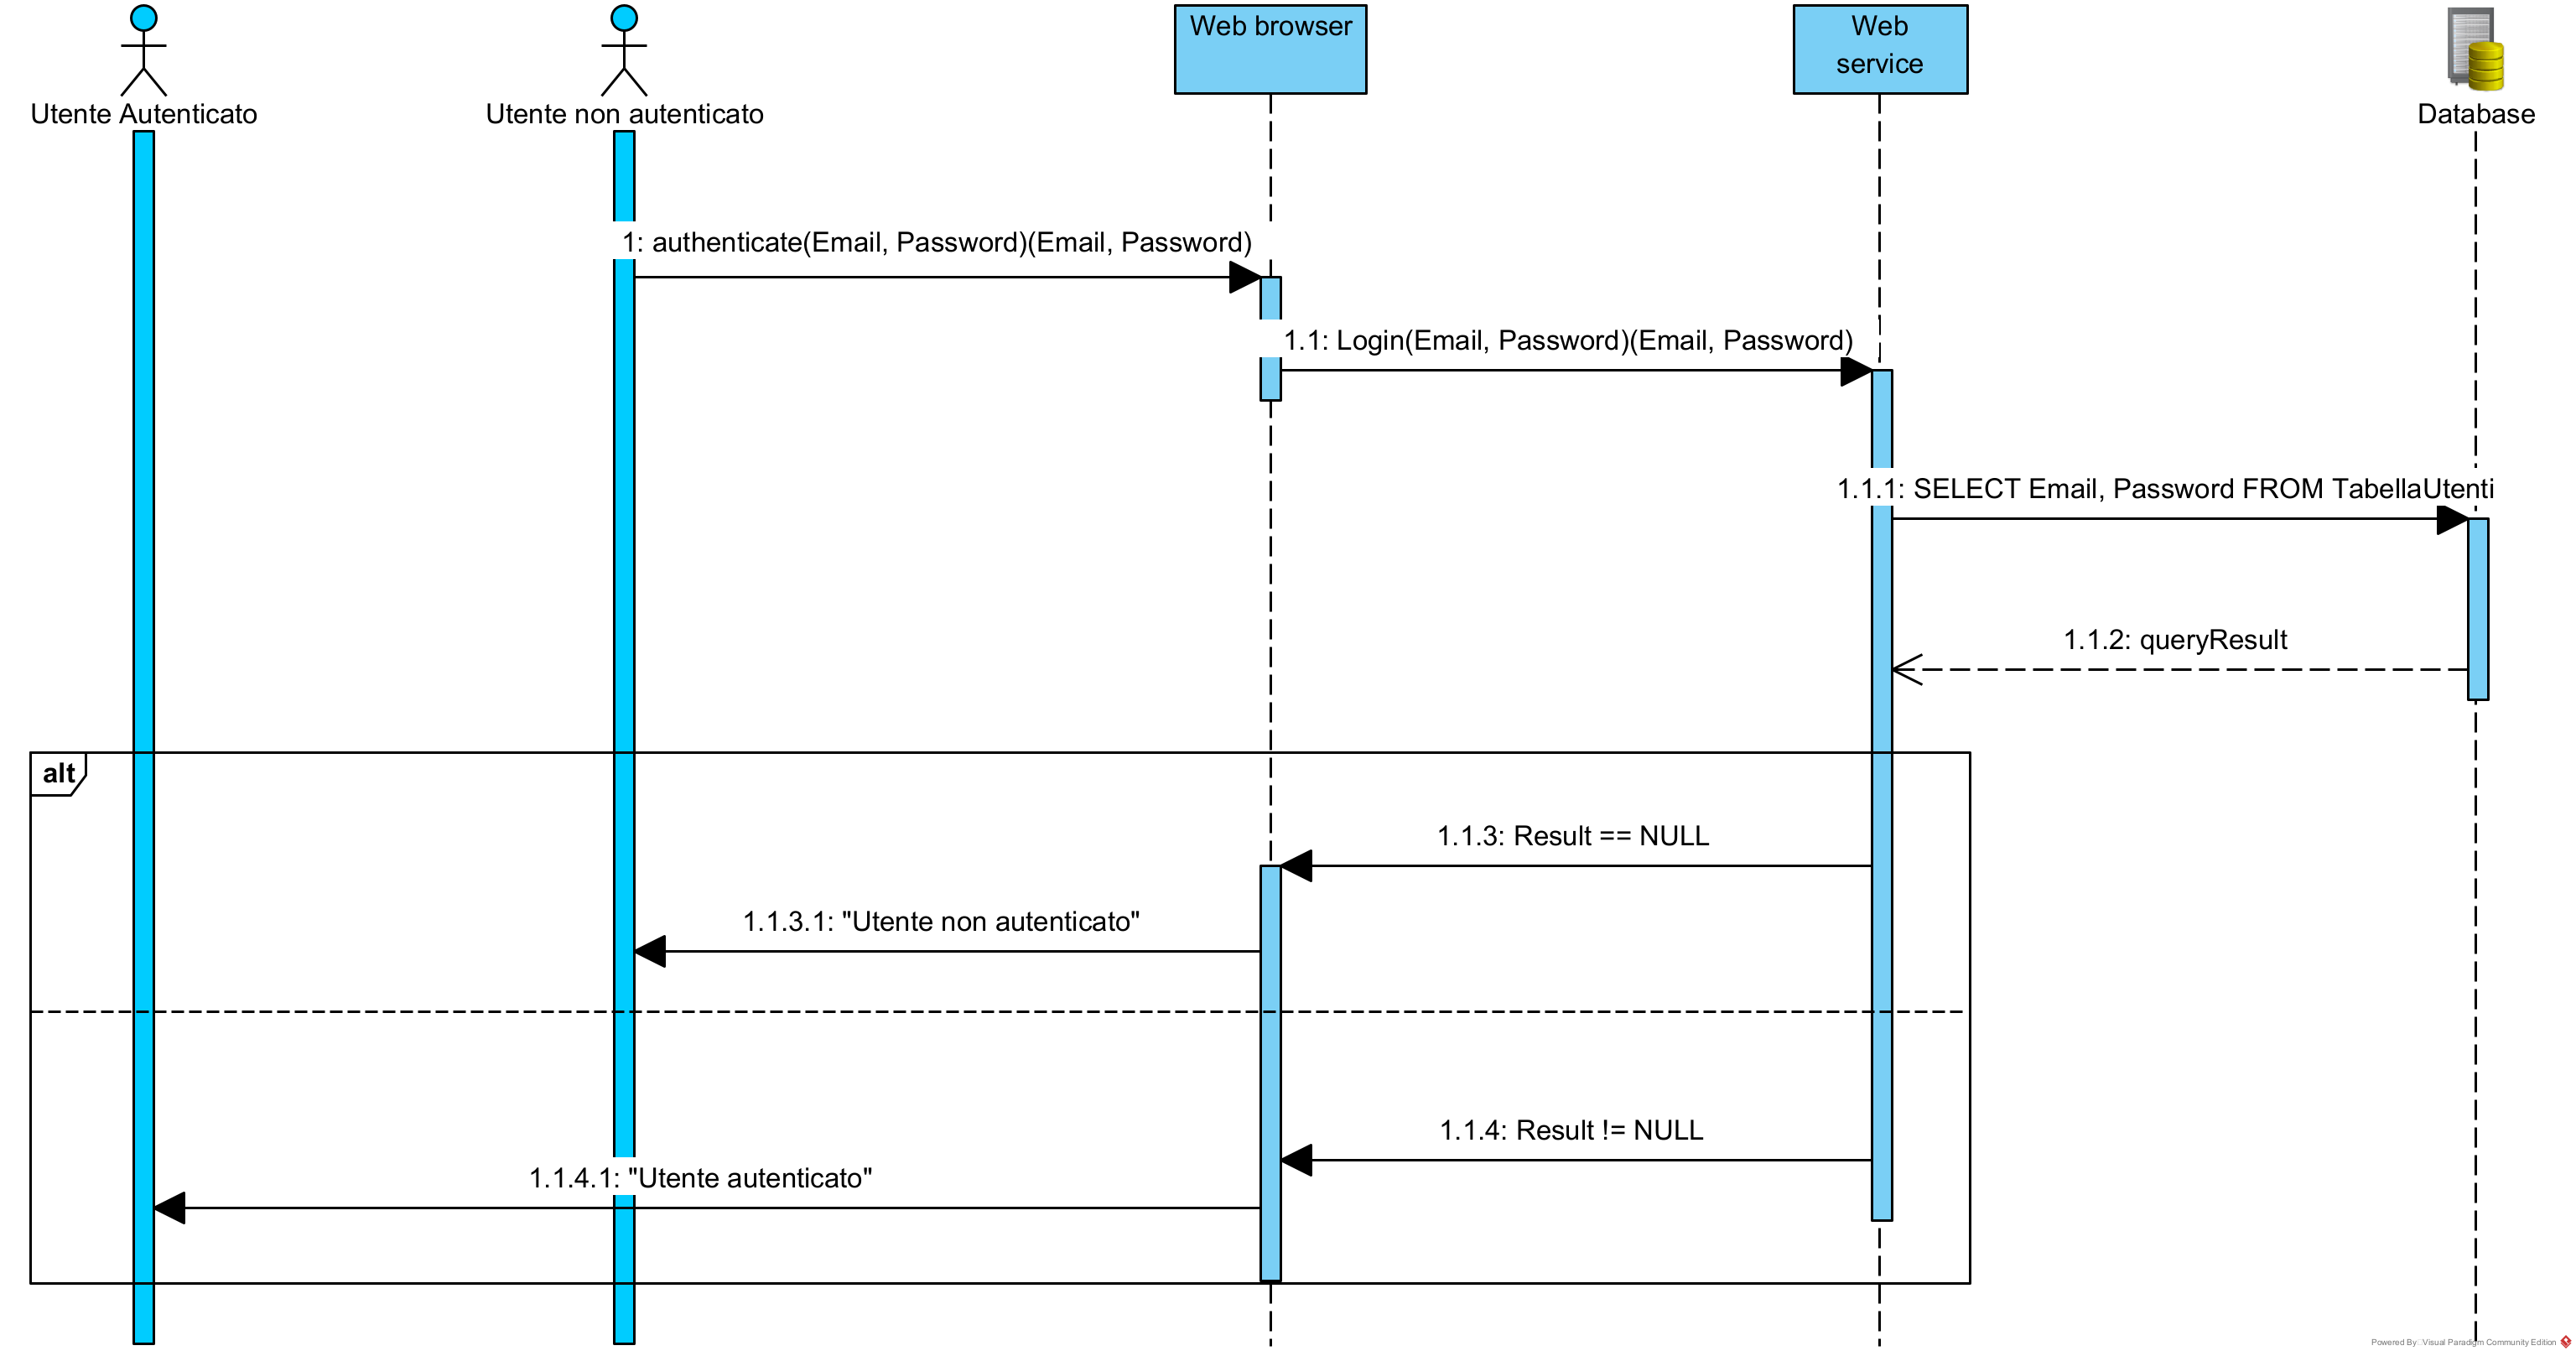 Utente Autenticato
Utente non autenticato
Web browser
Web
service
Database
1: authenticate(Email, Password)(Email, Password)
1.1: Login(Email, Password)(Email, Password)
1.1.1: SELECT Email, Password FROM TabellaUtenti
1.1.2: queryResult
alt
1.1.3: Result == NULL
1.1.3.1: "Utente non autenticato"
1.1.4: Result != NULL
1.1.4.1: "Utente autenticato"
Powered By Visual Paradigm Community Edition